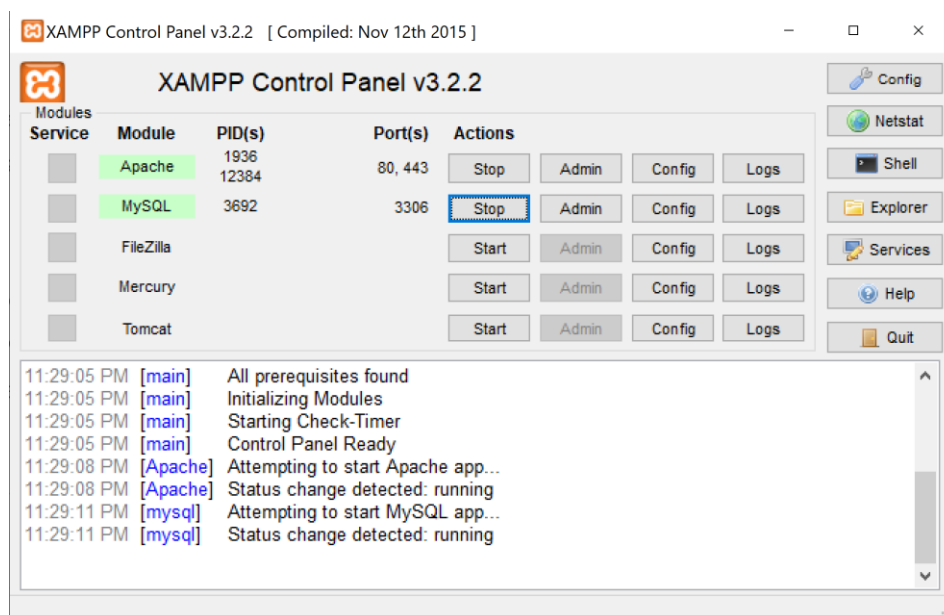 XAMPP Control Panel v3.2.2 [ Compiled: Nov 12th 2015 ]
XAMPP Control Panel v3.2.2
Config
Modules
Service Module PID(s) Port(s) Actions
Netstat
Apache 1936 12384 80, 443 Stop Admin Config Logs
Shell
MySQL 3692 3306 Stop Admin Config Logs
Explorer
FileZilla Start Admin Config Logs
Services
Mercury Start Admin Config Logs
Help
Tomcat Start Admin Config Logs
Quit
11:29:05 PM [main] All prerequisites found
11:29:05 PM [main] Initializing Modules
11:29:05 PM [main] Starting Check-Timer
11:29:05 PM [main] Control Panel Ready
11:29:08 PM [Apache] Attempting to start Apache app...
11:29:08 PM [Apache] Status change detected: running
11:29:11 PM [mysql] Attempting to start MySQL app...
11:29:11 PM [mysql] Status change detected: running